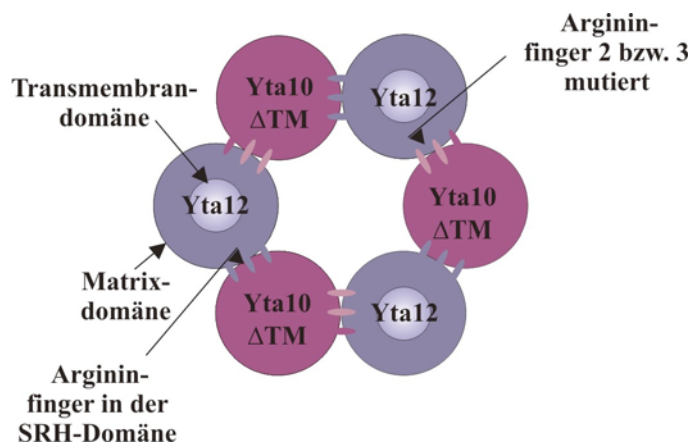 Arginin-
finger 2 bzw. 3
mutiert
Transmembran-
domäne
Yta10
ΔTM
Yta12
Yta12
Yta10
ΔTM
Matrix-
domäne
Yta10
ΔTM
Yta12
Arginin-
finger in der
SRH-Domäne